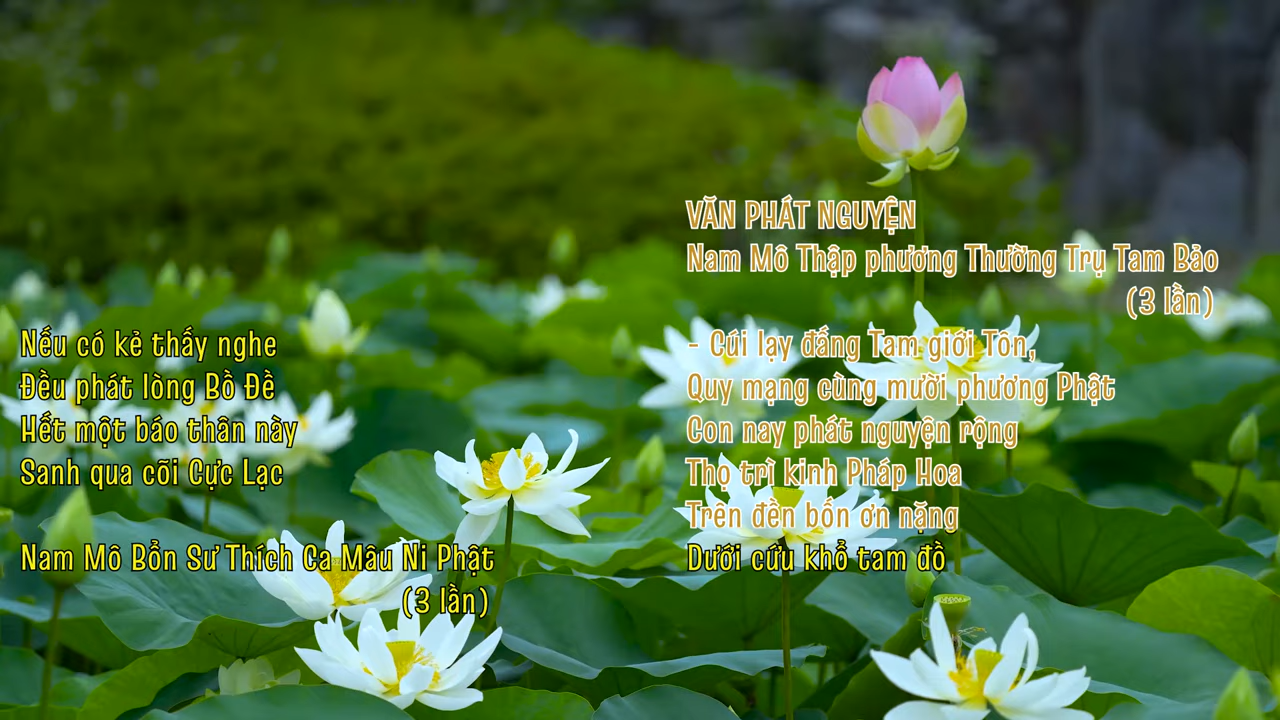 VĂN PHÁT NGUYỆN
Nam Mô Thập phương Thường Trụ Tam Bảo
(3 lần)
- Cúi lạy đấng Tam giới Tôn,
Quy mạng cùng mười phương Phật
Con nay phát nguyện rộng
Thọ trì kinh Pháp Hoa
Trên đền bốn ơn nặng
Dưới cứu khổ tam đồ
Nếu có kẻ thấy nghe
Đều phát lòng Bồ Đề
Hết một báo thân này
Sanh qua cõi Cực Lạc
Nam Mô Bổn Sư Thích Ca Mâu Ni Phật
(3 lần)